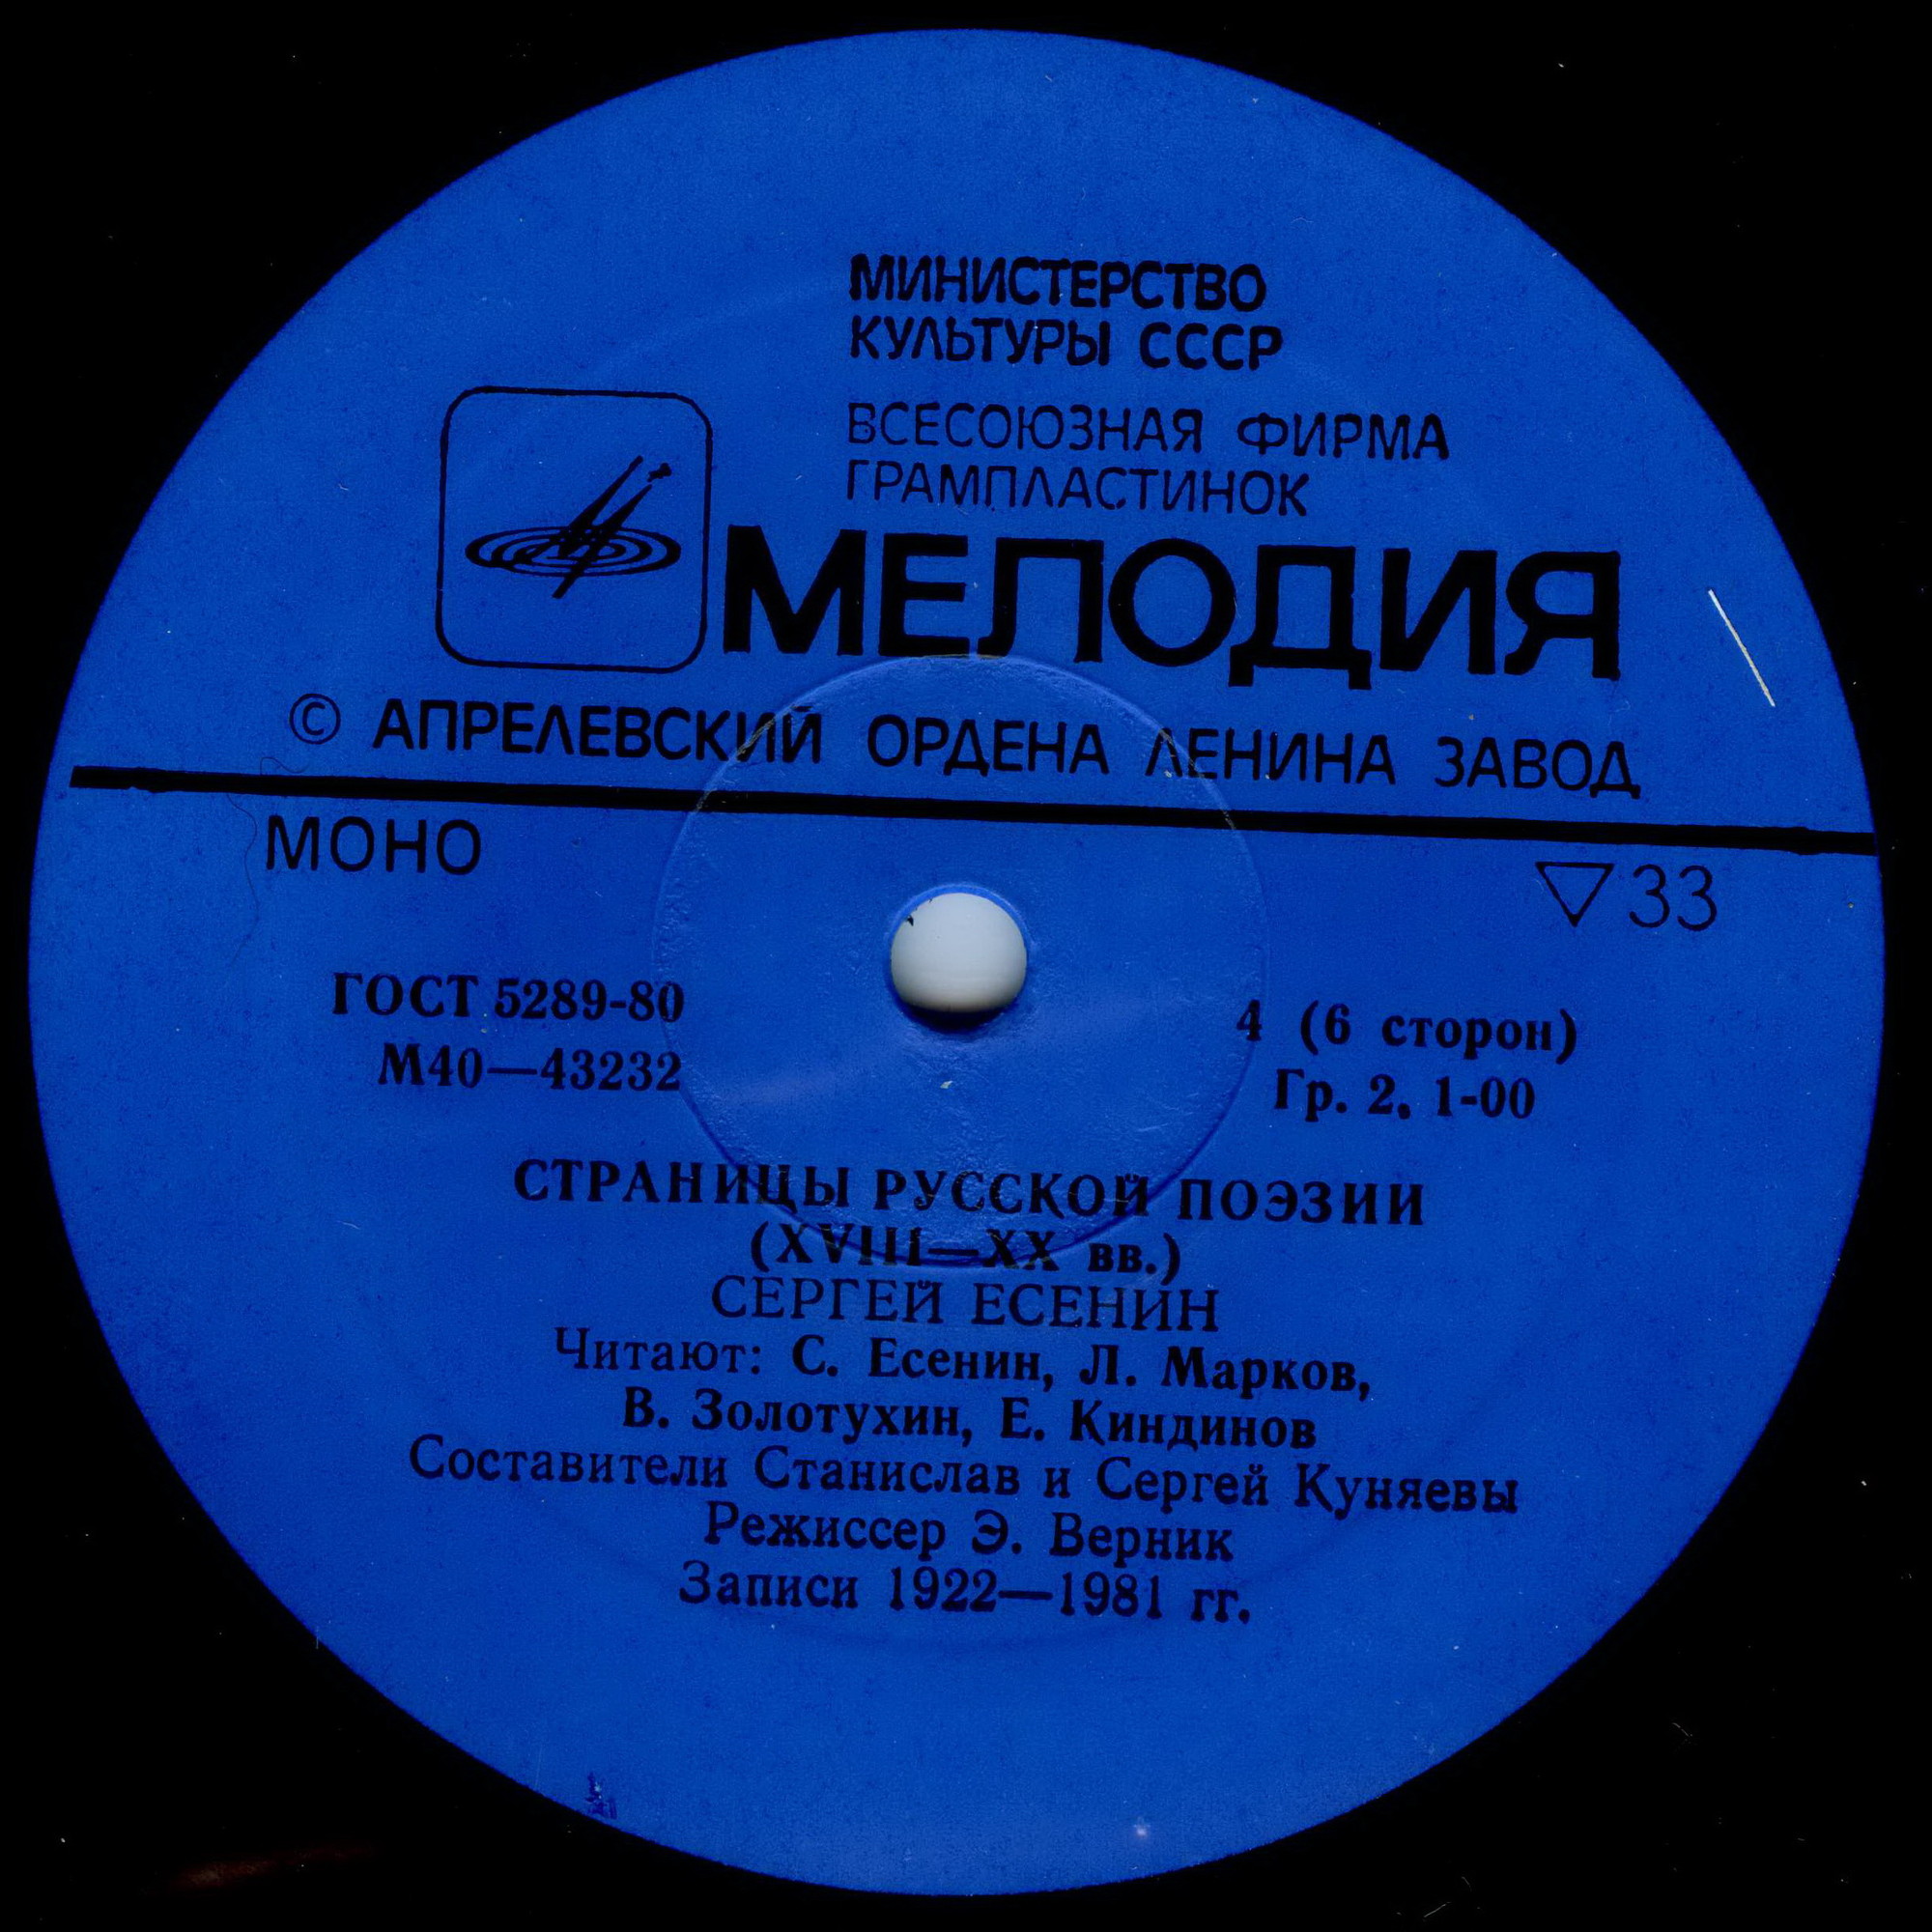 МИНИСТЕРСТВО
КУЛЬТУРЫ СССР
ВСЕСОЮЗНАЯ ФИРМА
ГРАМПЛАСТИНОК
МЕЛОДИЯ
© АПРЕЛЕВСКИЙ ОРДЕНА ЛЕНИНА ЗАВОД
МОНО
▽33
ГОСТ 5289-80
М40—43232
4 (6 сторон)
Гр. 2. 1-00
СТРАНИЦЫ РУССКОЙ ПОЭЗИИ
(XVIII—XX вв.)
СЕРГЕЙ ЕСЕНИН
Читают: С. Есенин, Л. Марков,
В. Золотухин, Е. Киндинов
Составители Станислав и Сергей Куняевы
Режиссер Э. Верник
Записи 1922—1981 гг.